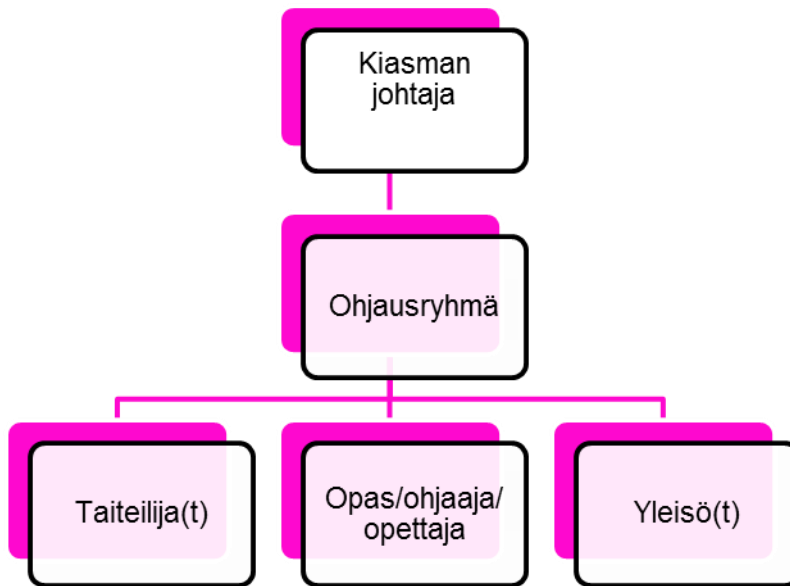 Kiasman
johtaja
Ohjausryhmä
Taiteilija(t)
Opas/ohjaaja/
opettaja
Yleisö(t)